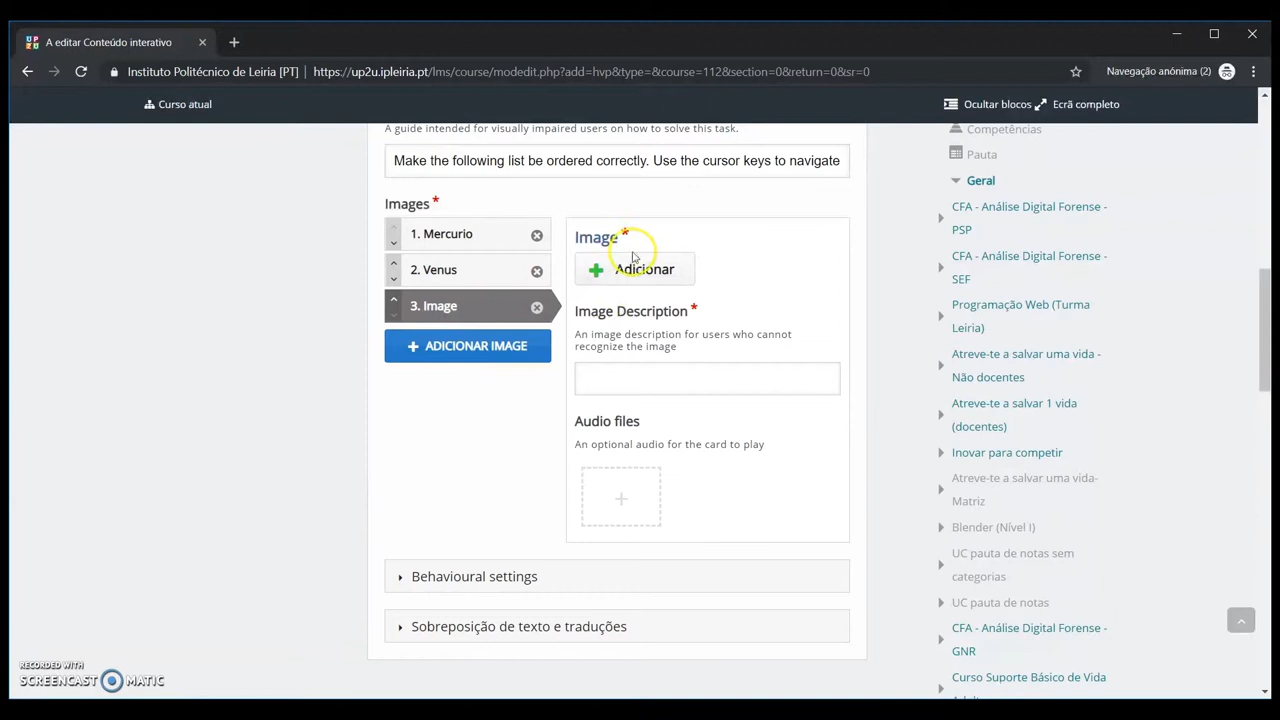 A editar Conteúdo interativo
Instituto Politécnico de Leiria [PT]
https://up2u.ipleiria.pt/lms/course/modedit.php?add=hvp&type=&course=112&section=0&return=0&sr=0
Navegação anónima (2)
Curso atual
Ocultar blocos
Ecrã completo
A guide intended for visually impaired users on how to solve this task.
Make the following list be ordered correctly. Use the cursor keys to navigate
Images *
1. Mercurio
2. Venus
3. Image
+ ADICIONAR IMAGE
Image *
Adicionar
Image Description *
An image description for users who cannot
recognize the image
Audio files
An optional audio for the card to play
Behavioural settings
Sobreposição de texto e traduções
Competências
Pauta
Geral
CFA - Análise Digital Forense -
PSP
CFA - Análise Digital Forense -
SEF
Programação Web (Turma
Leiria)
Atreve-te a salvar uma vida -
Não docentes
Atreve-te a salvar 1 vida
(docentes)
Inovar para competir
Atreve-te a salvar uma vida-
Matriz
Blender (Nível I)
UC pauta de notas sem
categorias
UC pauta de notas
CFA - Análise Digital Forense -
GNR
Curso Suporte Básico de Vida
RECORDED WITH
SCREENCAST MATIC